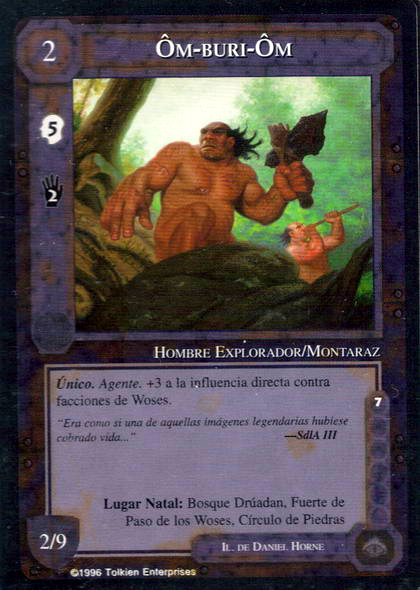 2
Ôm-buri-Ôm
5
2
Hombre Explorador/Montaraz
Único. Agente. +3 a la influencia directa contra
facciones de Woses.
7
"Era como si una de aquellas imágenes legendarias hubiese
cobrado vida..." —SdlA III
Lugar Natal: Bosque Drúadan, Fuerte de
Paso de los Woses, Círculo de Piedras
2/9
Il. de Daniel Horne
©1996 Tolkien Enterprises